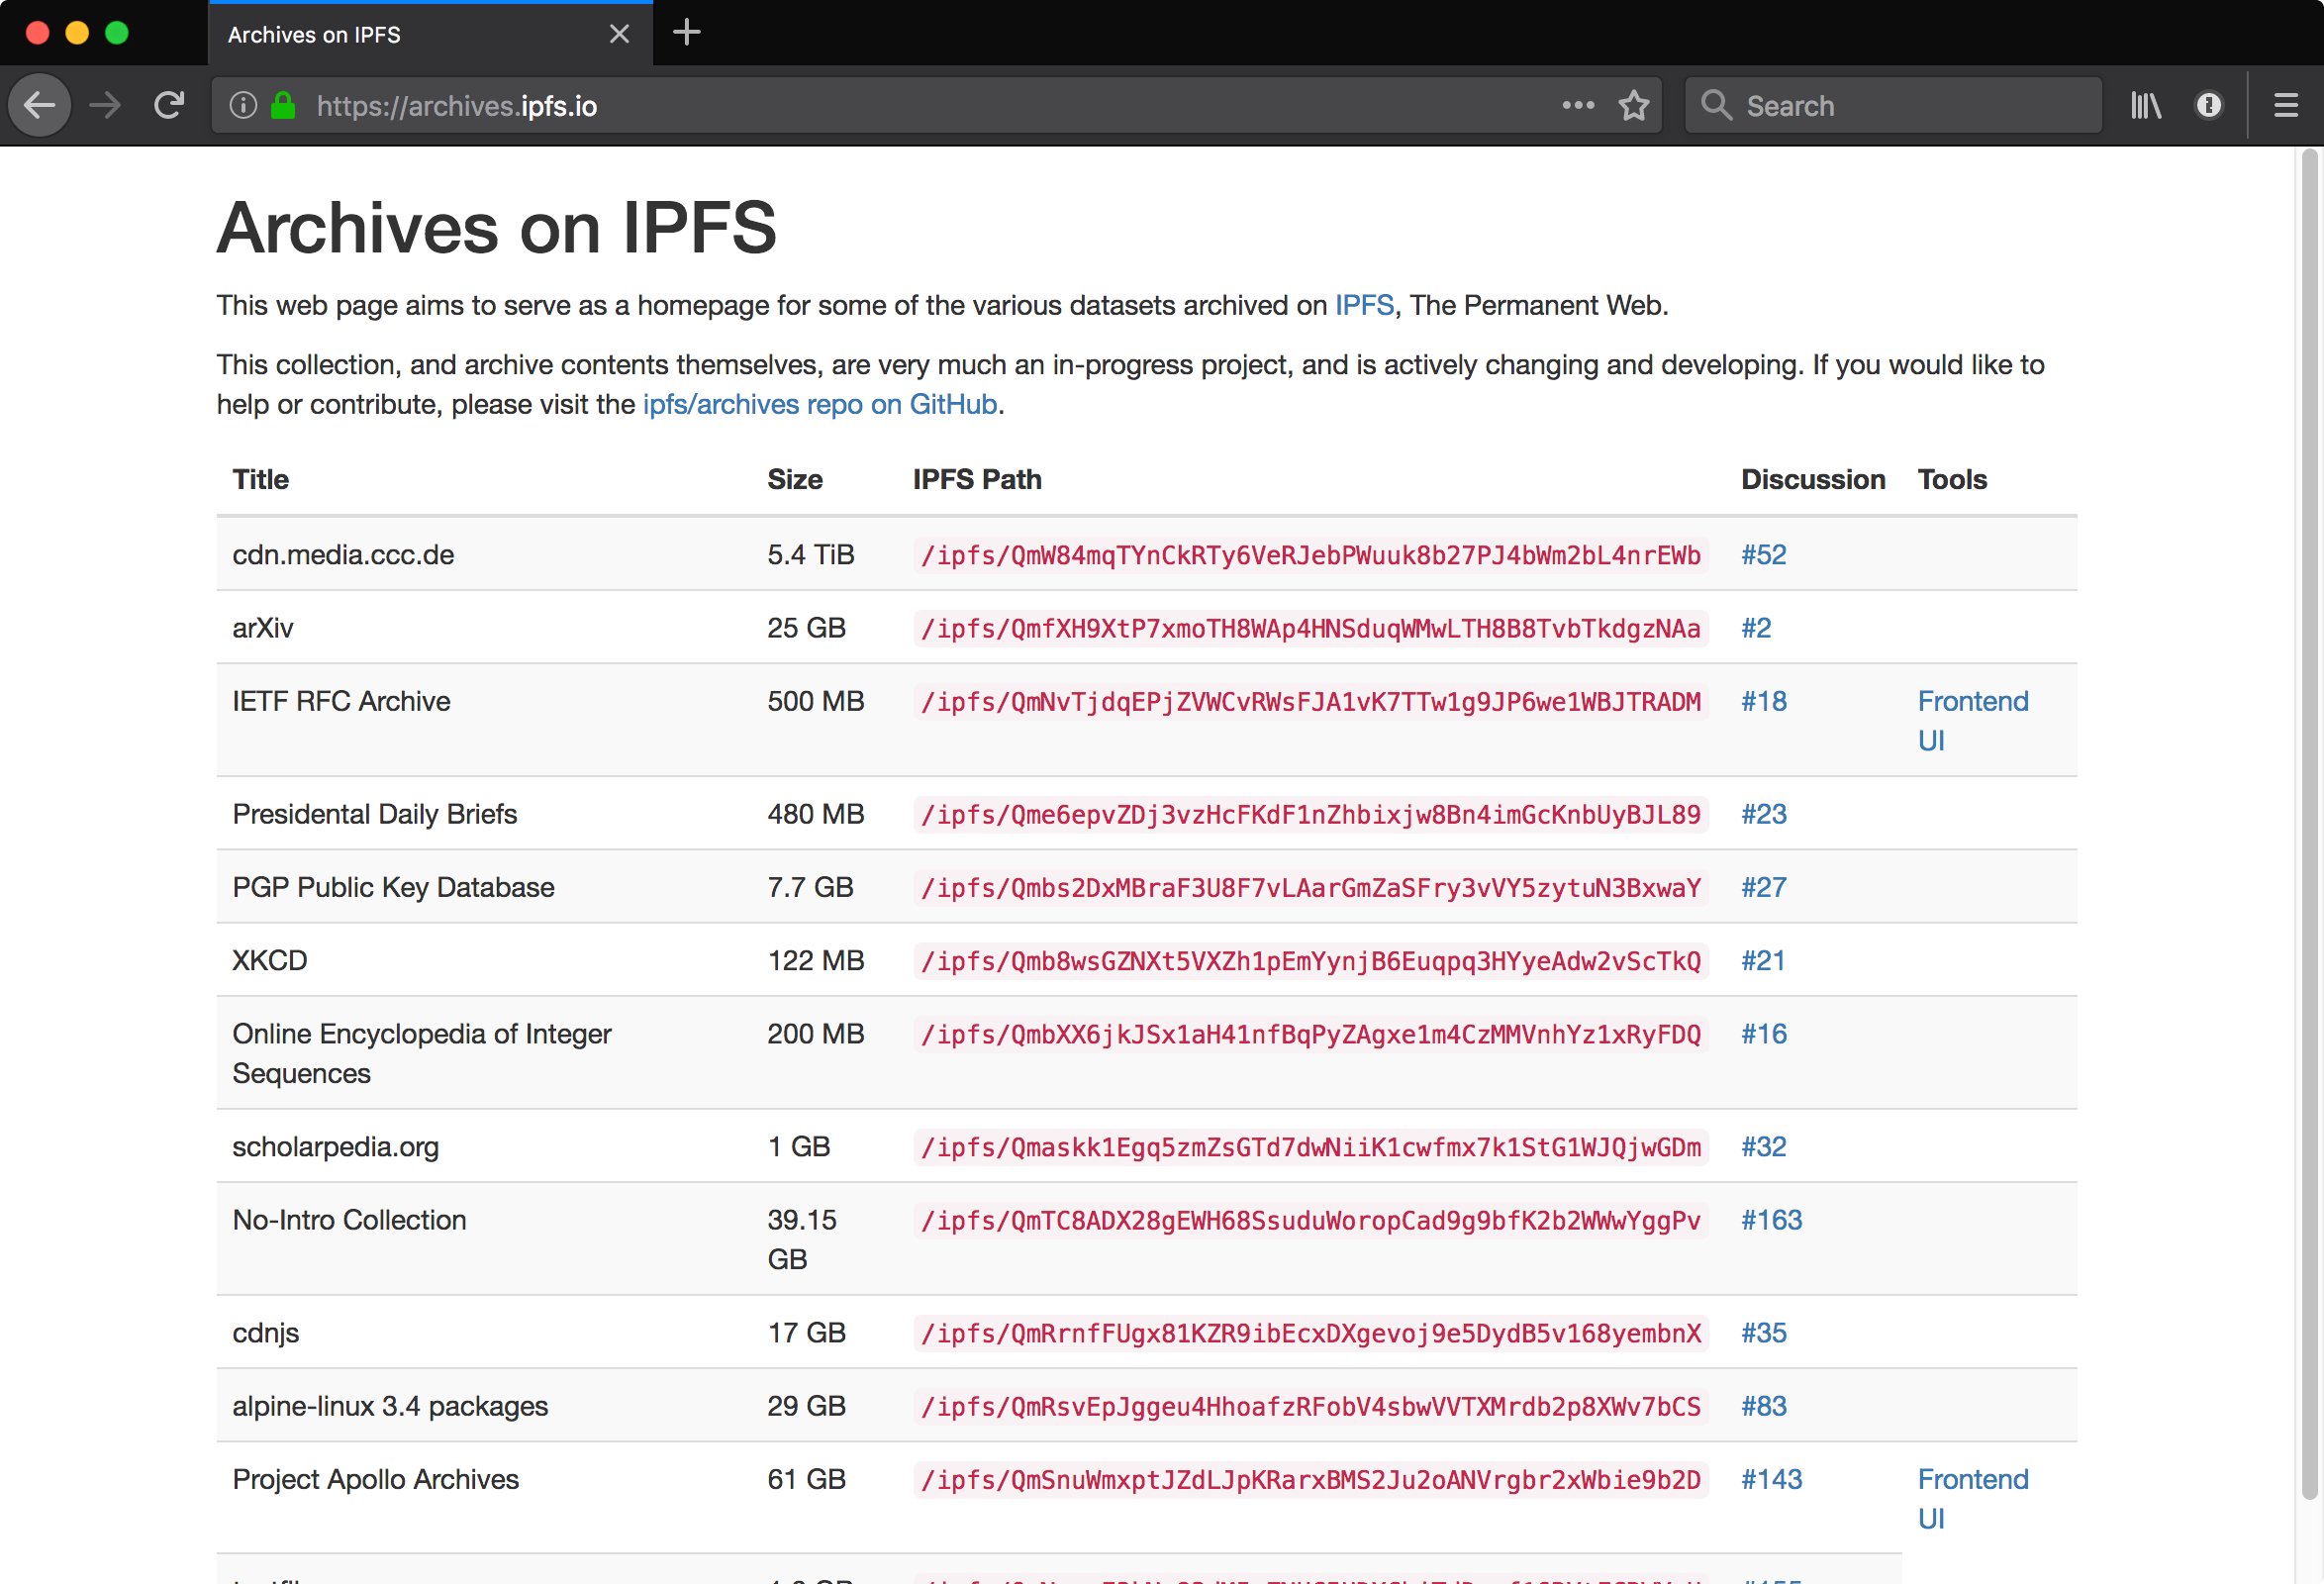 Archives on IPFS
https://archives.ipfs.io
Search
Archives on IPFS
This web page aims to serve as a homepage for some of the various datasets archived on IPFS, The Permanent Web.
This collection, and archive contents themselves, are very much an in-progress project, and is actively changing and developing. If you would like to
help or contribute, please visit the ipfs/archives repo on GitHub.
Title Size IPFS Path Discussion Tools
cdn.media.ccc.de 5.4 TiB /ipfs/QmW84mqTYnCkRTy6VeRJebPWuuk8b27PJ4bWm2bL4nrEWb #52
arXiv 25 GB /ipfs/QmfXH9XtP7xmoTH8WAp4HNSduqWMwLTH8B8TvbTkdgzNAa #2
IETF RFC Archive 500 MB /ipfs/QmNvTjdqEPjZVWCvRWsFJA1vK7TTw1g9JP6we1WBJTRADM #18 Frontend
UI
Presidental Daily Briefs 480 MB /ipfs/Qme6epvZDj3vzHcFKdF1nZhbixjw8Bn4imGcKnbUyBJL89 #23
PGP Public Key Database 7.7 GB /ipfs/Qmbs2DxMBraF3U8F7vLAarGmZaSFry3vVY5zytuN3BxwaY #27
XKCD 122 MB /ipfs/Qmb8wsGZNXt5VXZh1pEmYynjB6Euqpq3HYyeAdw2vScTkQ #21
Online Encyclopedia of Integer 200 MB /ipfs/QmbXX6jkJSx1aH41nfBqPyZAgxe1m4CzMMVnhYz1xRyFDQ #16
Sequences
scholarpedia.org 1 GB /ipfs/Qmaskk1Egq5zmZsGTd7dwNiiK1cwfmx7k1StG1WJQjwGDm #32
No-Intro Collection 39.15 /ipfs/QmTC8ADX28gEWH68SsuduWoropCad9g9bfK2b2WWwYggPv #163
GB
cdnjs 17 GB /ipfs/QmRrnfFUgx81KZR9ibEcxDXgevoj9e5DydB5v168yembnX #35
alpine-linux 3.4 packages 29 GB /ipfs/QmRsvEpJggeu4HhoafzRFobV4sbwVVTXMrdb2p8XWv7bCS #83
Project Apollo Archives 61 GB /ipfs/QmSnuWmxptJZdLJpKRarxBMS2Ju2oANVrgbr2xWbie9b2D #143 Frontend
UI